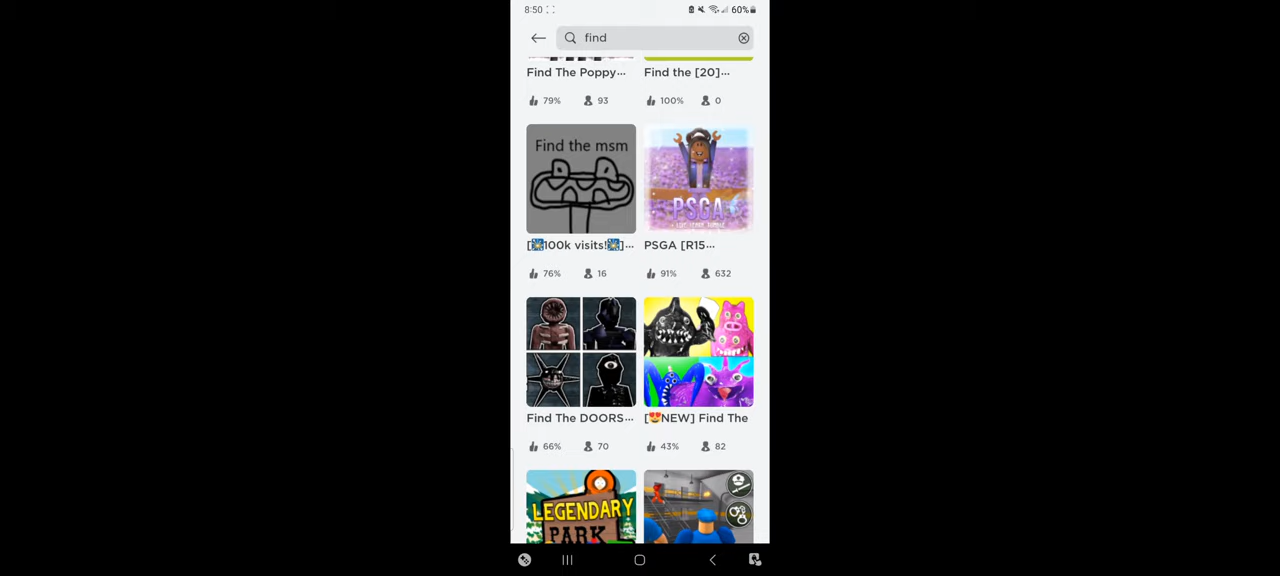 8:50
60%
find
Find The Poppy...
Find the [20]...
79%
93
100%
0
Find the msm
PSGA
[🎆100k visits!🎆]...
PSGA [R15...
76%
16
91%
632
Find The DOORS...
[😍NEW] Find The
66%
70
43%
82
LEGENDARY
PARK